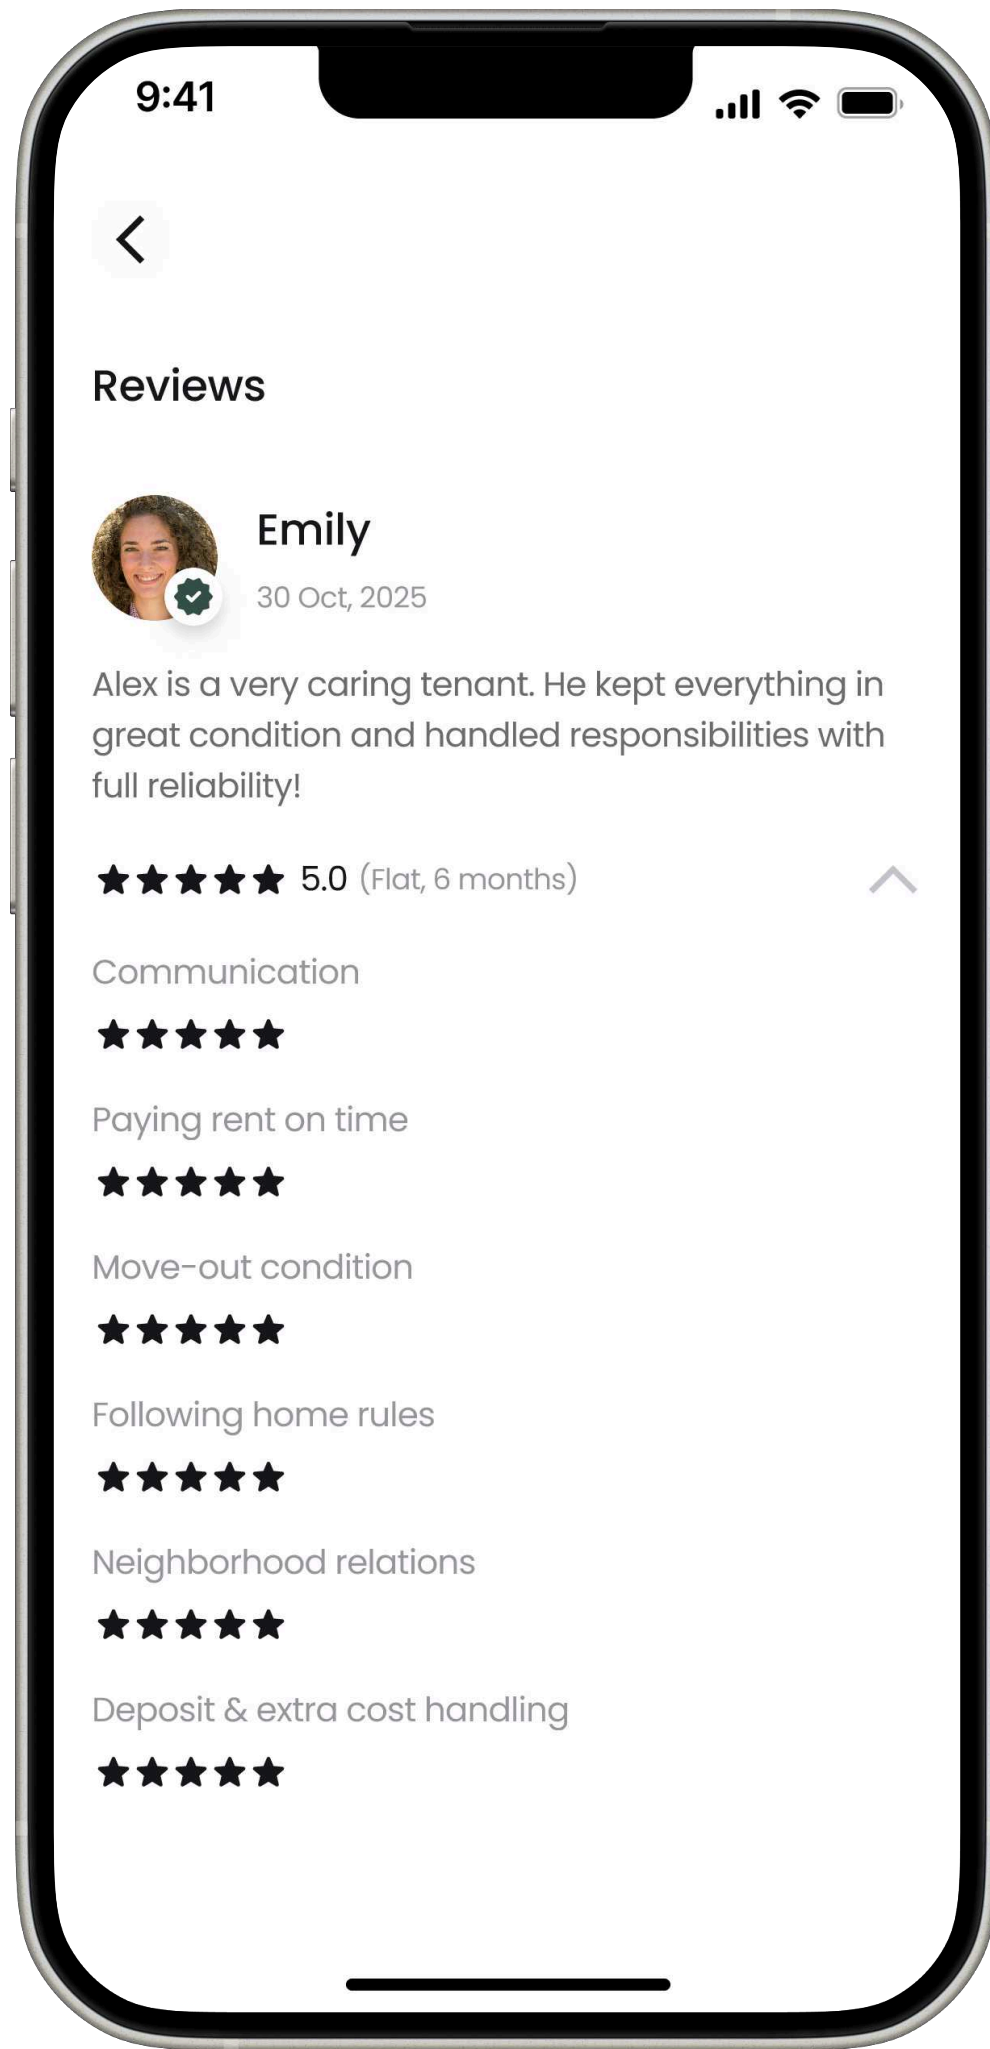 9:41
Reviews
Emily
30 Oct, 2025
Alex is a very caring tenant. He kept everything in
great condition and handled responsibilities with
full reliability!
5.0 (Flat, 6 months)
Communication
Paying rent on time
Move-out condition
Following home rules
Neighborhood relations
Deposit & extra cost handling